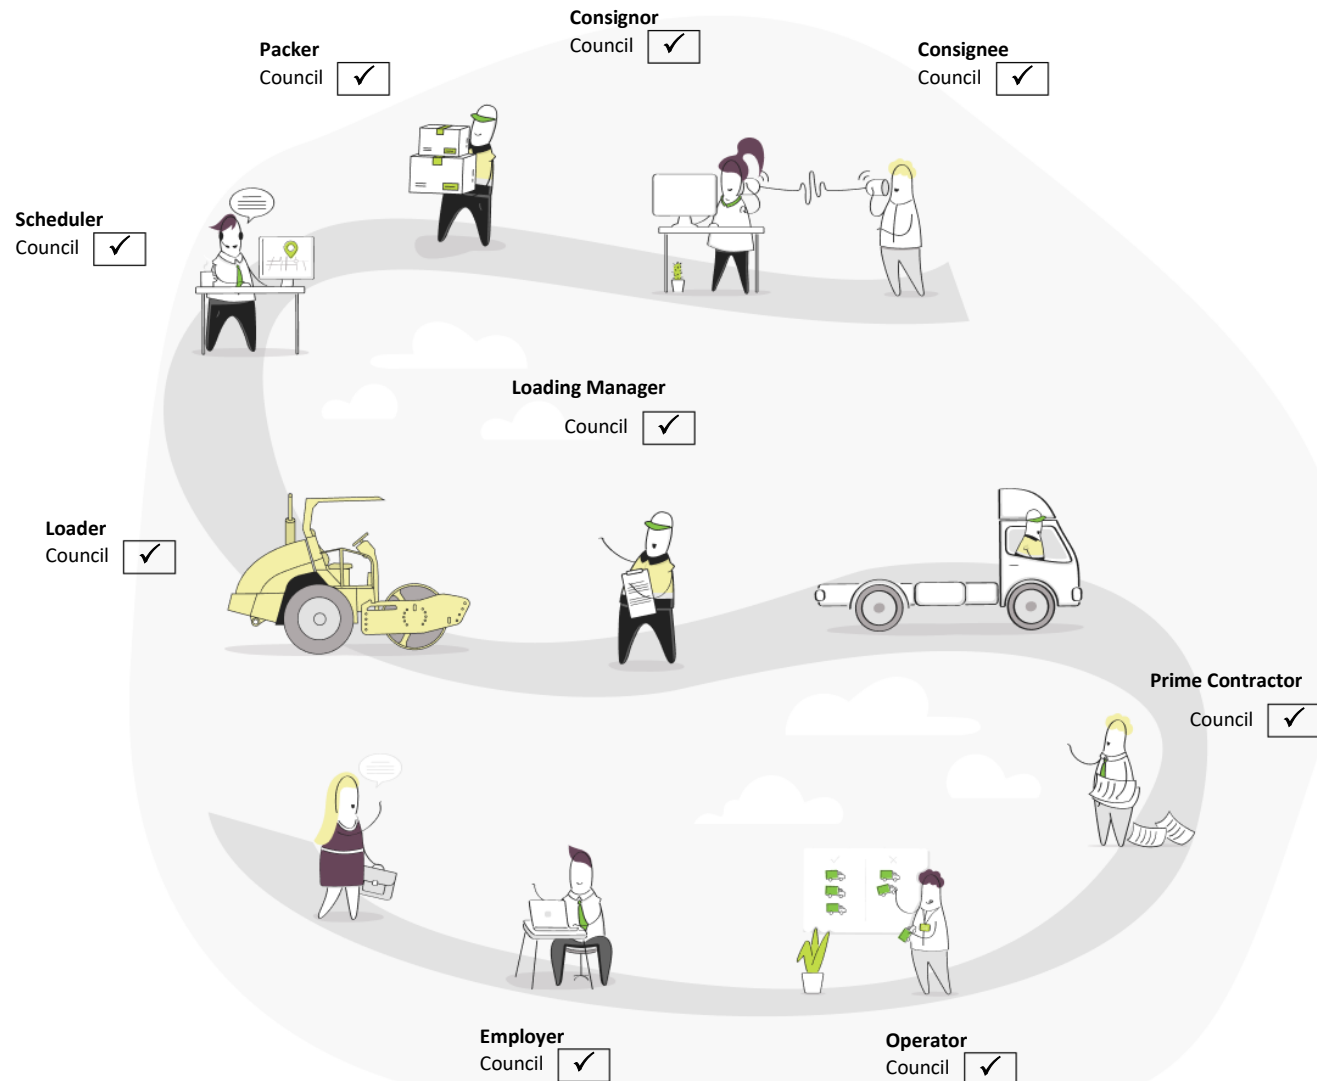 Consignor
Council ✓
Packer
Council ✓
Consignee
Council ✓
Scheduler
Council ✓
Loading Manager
Council ✓
Loader
Council ✓
Prime Contractor
Council ✓
Employer
Council ✓
Operator
Council ✓